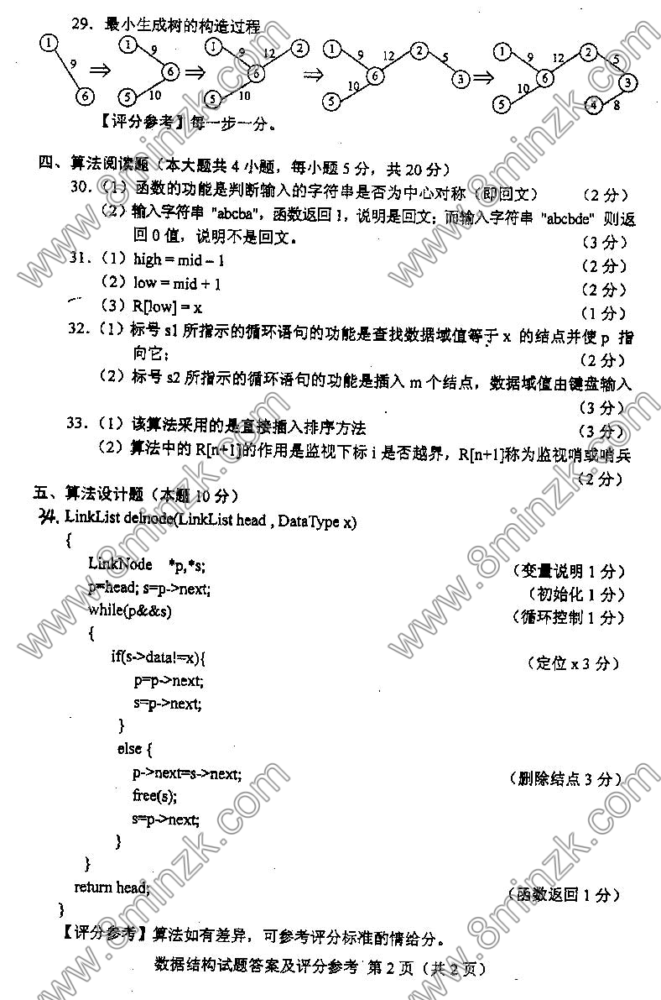 29．最小生成树的构造过程
1 9 6 ⇒ 1 9 6 10 5 ⇒ 1 9 12 2 6 10 5 ⇒ 1 9 12 2 5 6 3 10 5 ⇒ 1 9 12 2 5 6 3 10 5 4 8
【评分参考】每一步一分。
四、算法阅读题（本大题共 4 小题，每小题 5 分，共 20 分）
30．（1）函数的功能是判断输入的字符串是否为中心对称（即回文）　（2 分）
（2）输入字符串 "abcba"，函数返回 1，说明是回文；而输入字符串 "abcbde" 则返
回 0 值，说明不是回文。　（3 分）
31．（1）high = mid – 1　（2 分）
（2）low = mid + 1　（2 分）
（3）R[low] = x　（1 分）
32．（1）标号 s1 所指示的循环语句的功能是查找数据域值等于 x 的结点并使 p 指
向它；　（2 分）
（2）标号 s2 所指示的循环语句的功能是插入 m 个结点，数据域值由键盘输入
（3 分）
33．（1）该算法采用的是直接插入排序方法　（3 分）
（2）算法中的 R[n+1]的作用是监视下标 i 是否越界，R[n+1]称为监视哨或哨兵
（2 分）
五、算法设计题（本题 10 分）
34. LinkList delnode(LinkList head , DataType x)
{
LinkNode *p,*s;　（变量说明 1 分）
p=head; s=p->next;　（初始化 1 分）
while(p&&s)　（循环控制 1 分）
{
if(s->data!=x){　（定位 x 3 分）
p=p->next;
s=p->next;
}
else {
p->next=s->next;　（删除结点 3 分）
free(s);
s=p->next;
}
}
return head;　（函数返回 1 分）
}
【评分参考】算法如有差异，可参考评分标准酌情给分。
数据结构试题答案及评分参考 第 2 页（共 2 页）
www.8minzk.com
www.8minzk.com
www.8minzk.com
www.8minzk.com
www.8minzk.com
www.8minzk.com